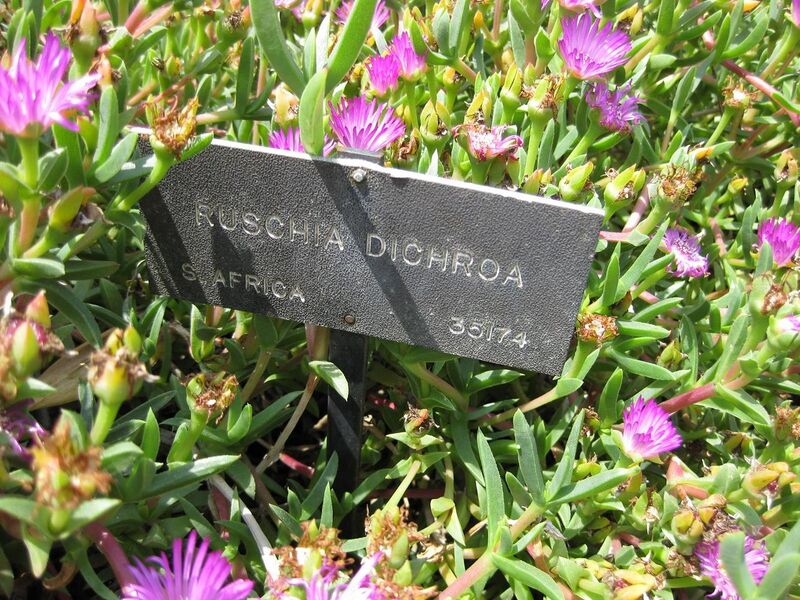 RUSCHIA DICHROA
S. AFRICA
35174